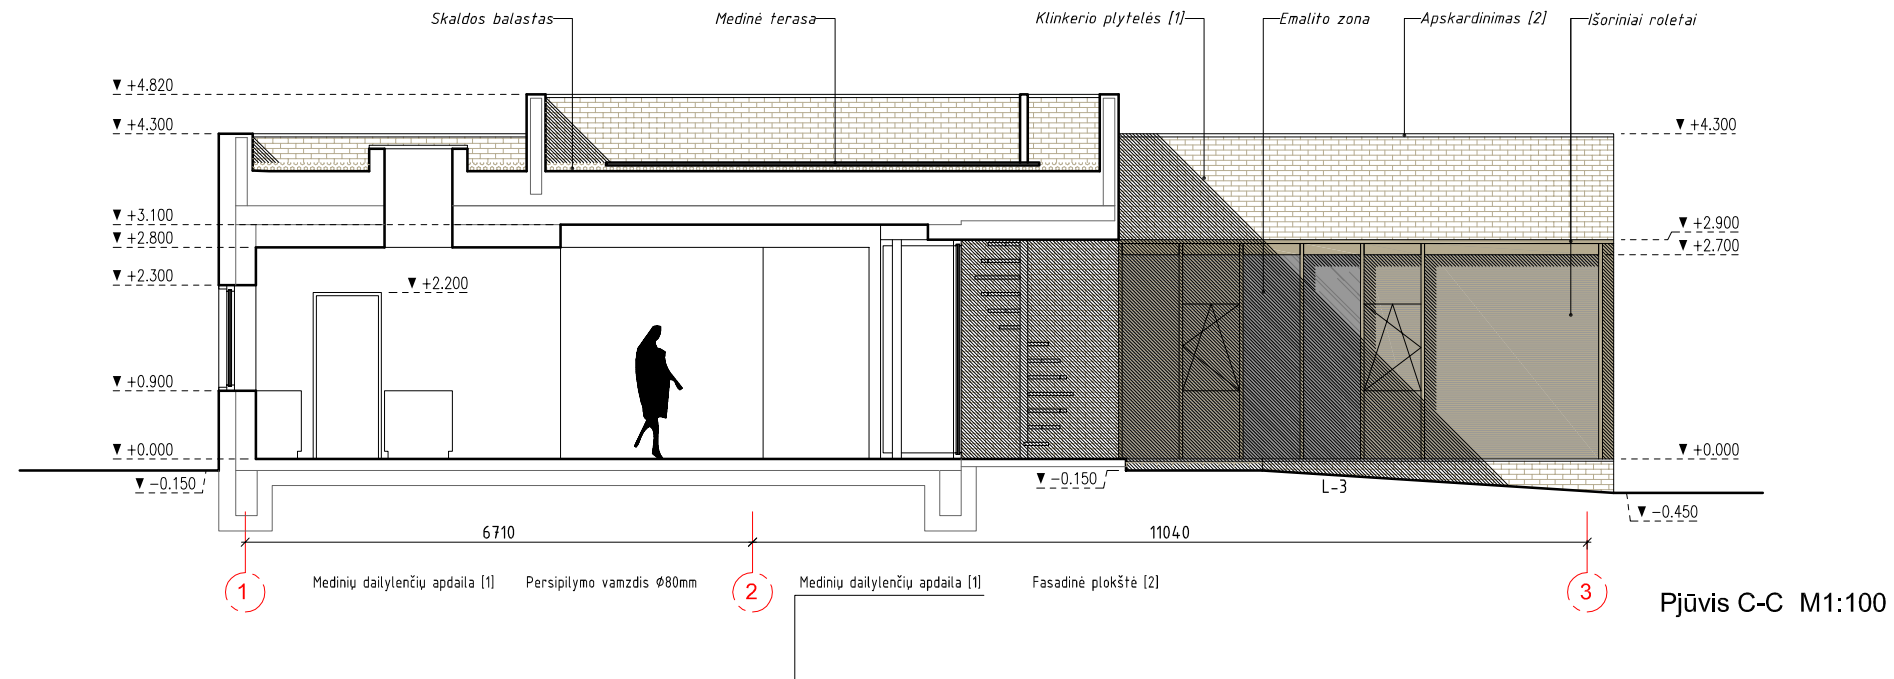 Skaldos balastas
Medinė terasa
Klinkerio plytelės [1]
Emalito zona
Apskardinimas [2]
Išoriniai roletai
+4.820
+4.300
+3.100
+2.800
+2.300
+0.900
+0.000
-0.150
+2.200
-0.150
+4.300
+2.900
+2.700
+0.000
-0.450
L-3
6710
11040
1
2
3
Medinių dailylenčių apdaila [1]
Persipilymo vamzdis Ø80mm
Medinių dailylenčių apdaila [1]
Fasadinė plokštė [2]
Pjūvis C-C M1:100